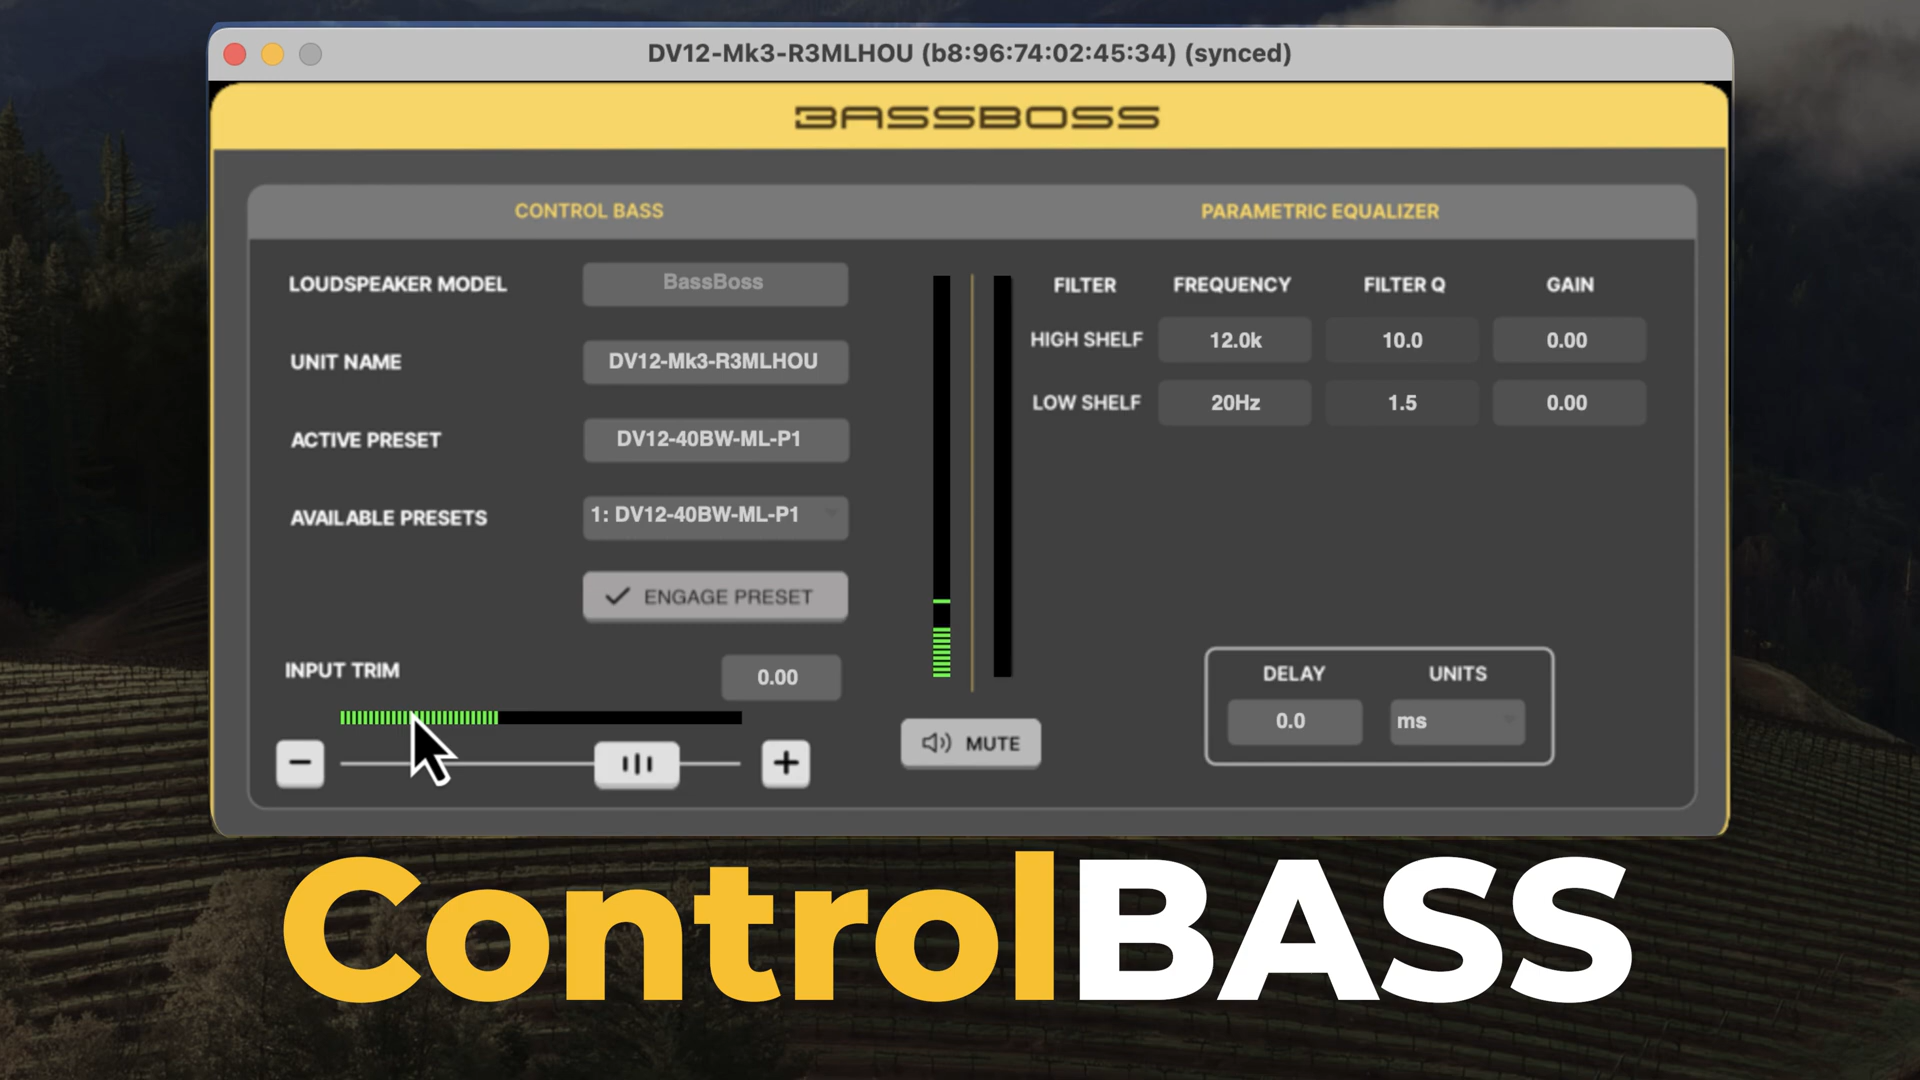 DV12-Mk3-R3MLHOU (b8:96:74:02:45:34) (synced)
BASSBOSS
CONTROL BASS
LOUDSPEAKER MODEL BassBoss
UNIT NAME DV12-Mk3-R3MLHOU
ACTIVE PRESET DV12-40BW-ML-P1
AVAILABLE PRESETS 1: DV12-40BW-ML-P1
ENGAGE PRESET
INPUT TRIM 0.00
MUTE
PARAMETRIC EQUALIZER
FILTER FREQUENCY FILTER Q GAIN
HIGH SHELF 12.0k 10.0 0.00
LOW SHELF 20Hz 1.5 0.00
DELAY UNITS
0.0 ms
ControlBASS